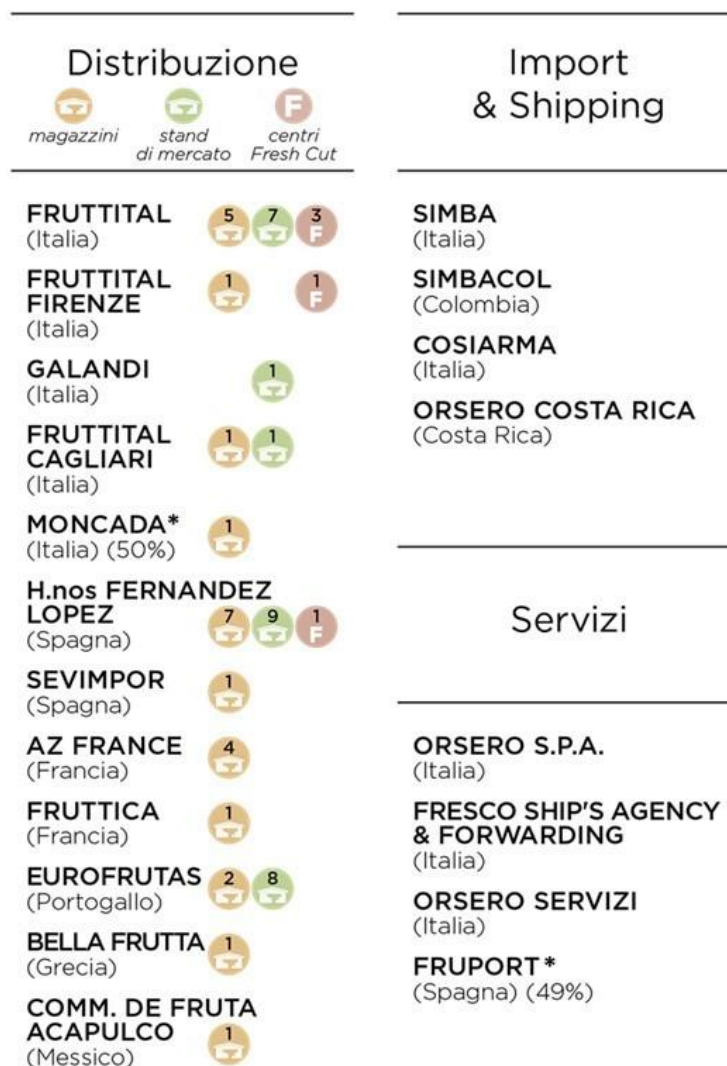 Distribuzione
magazzini
stand
di mercato
centri
Fresh Cut
F
FRUTTITAL
(Italia)
5 7 3
F
FRUTTITAL
FIRENZE
(Italia)
1 1
F
GALANDI
(Italia)
1
FRUTTITAL
CAGLIARI
(Italia)
1 1
MONCADA*
(Italia) (50%)
1
H.nos FERNANDEZ
LOPEZ
(Spagna)
7 9 1
F
SEVIMPOR
(Spagna)
1
AZ FRANCE
(Francia)
4
FRUTTICA
(Francia)
1
EUROFRUTAS
(Portogallo)
2 8
BELLA FRUTTA
(Grecia)
1
COMM. DE FRUTA
ACAPULCO
(Messico)
1
Import
& Shipping
SIMBA
(Italia)
SIMBACOL
(Colombia)
COSIARMA
(Italia)
ORSERO COSTA RICA
(Costa Rica)
Servizi
ORSERO S.P.A.
(Italia)
FRESCO SHIP'S AGENCY
& FORWARDING
(Italia)
ORSERO SERVIZI
(Italia)
FRUPORT*
(Spagna) (49%)